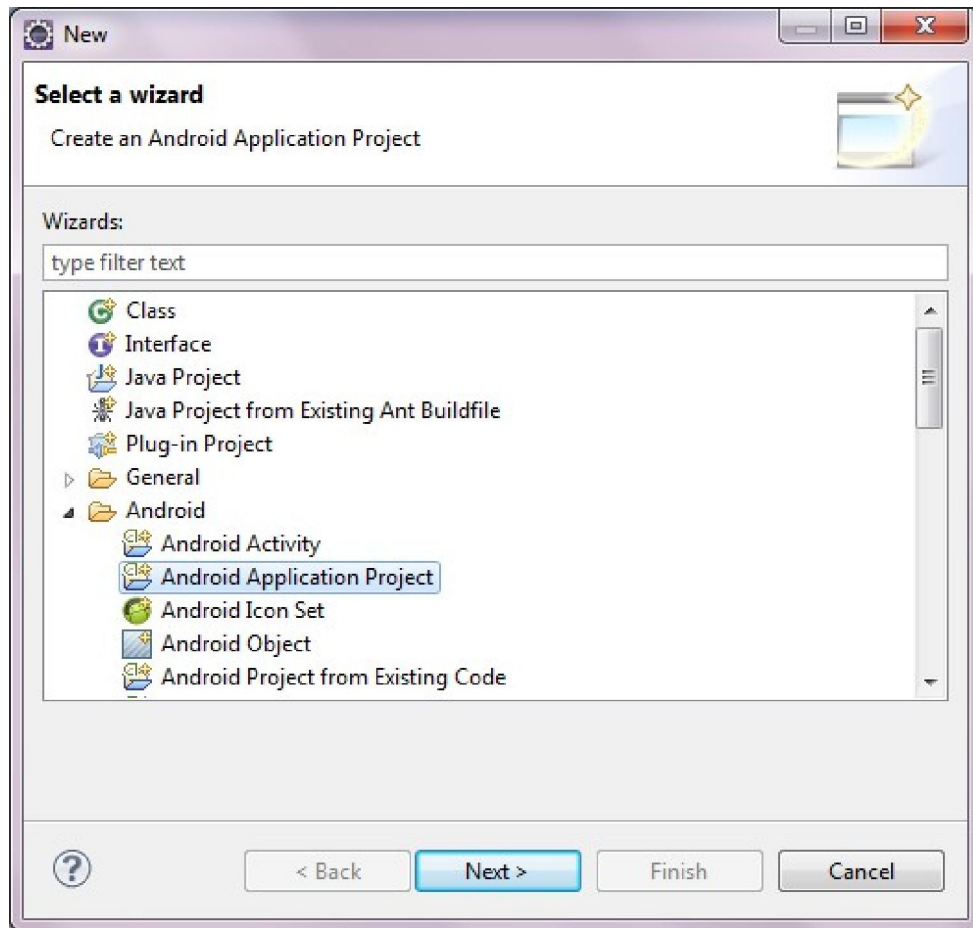 New
Select a wizard
Create an Android Application Project
Wizards:
type filter text
Class
Interface
Java Project
Java Project from Existing Ant Buildfile
Plug-in Project
General
Android
Android Activity
Android Application Project
Android Icon Set
Android Object
Android Project from Existing Code
< Back
Next >
Finish
Cancel